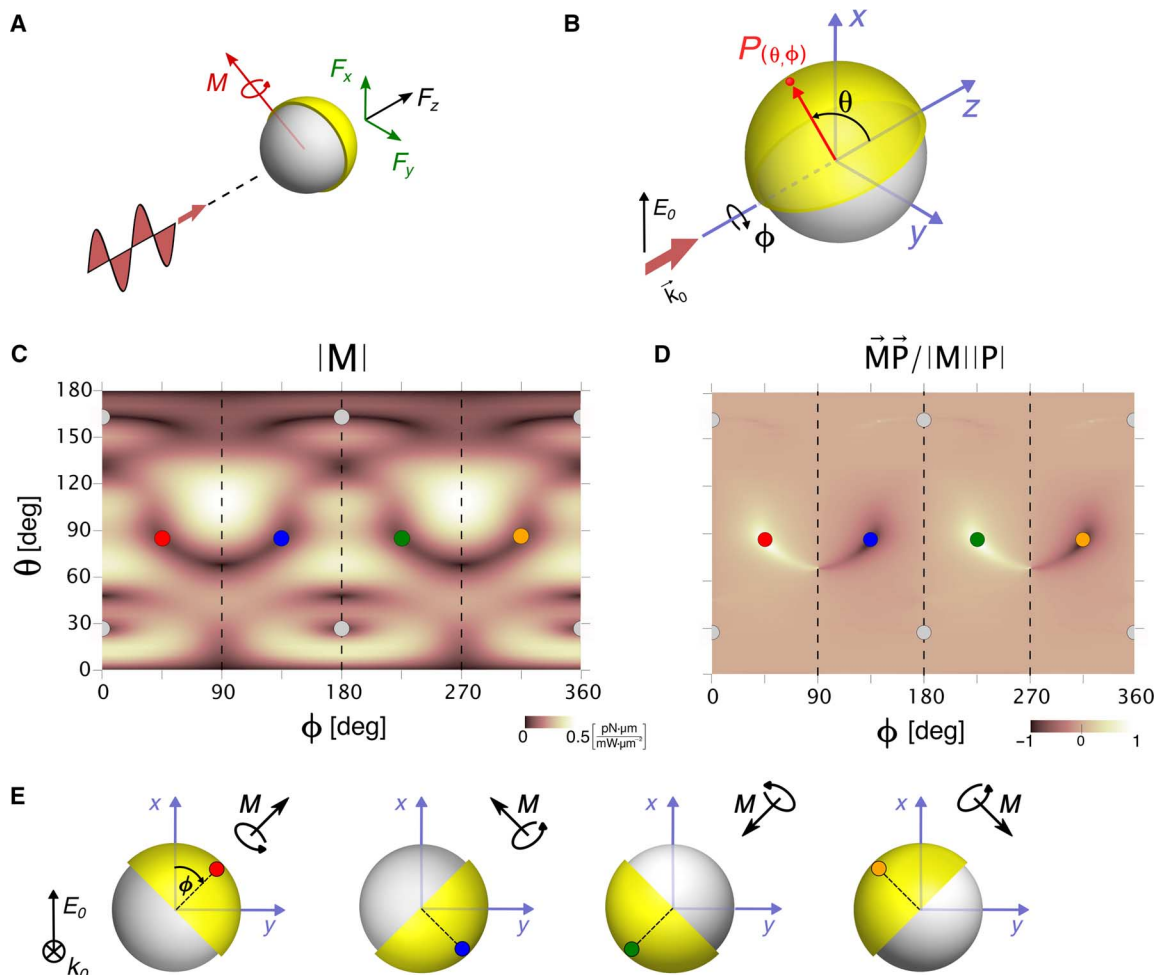 A
B
M
F_x
F_z
F_y
x
P(θ,ϕ)
θ
z
E_0
ϕ
y
k_0
C
|M|
D
M⃗P⃗/|M||P|
180
150
120
90
60
30
0
θ [deg]
0 90 180 270 360
ϕ [deg]
0 0.5 [pN·μm / mW·μm⁻²]
0 90 180 270 360
ϕ [deg]
−1 0 1
E
x M
M x
x M
x M
ϕ
E_0
k_0
y
y
y
y